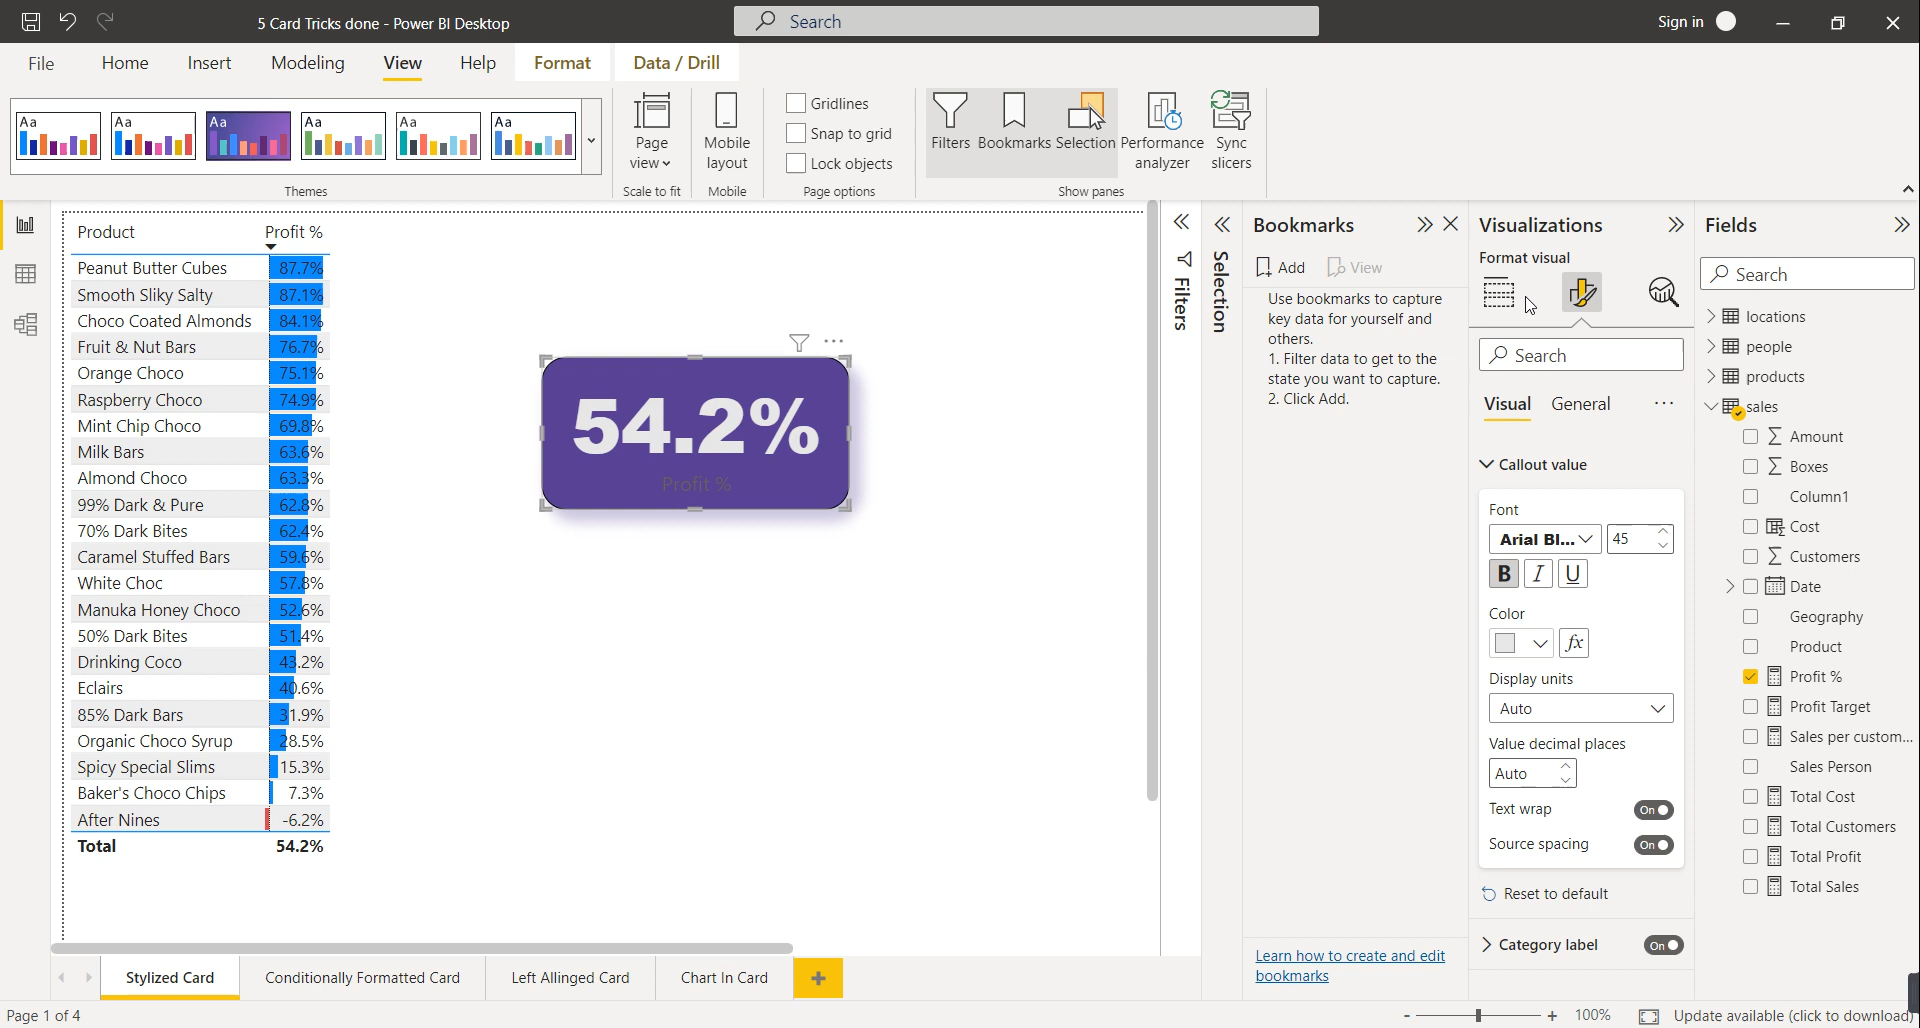 5 Card Tricks done - Power BI Desktop
Search
Sign in
File
Home
Insert
Modeling
View
Help
Format
Data / Drill
Aa
Aa
Aa
Aa
Aa
Aa
Themes
Page view
Scale to fit
Mobile layout
Mobile
Gridlines
Snap to grid
Lock objects
Page options
Filters
Bookmarks
Selection
Performance analyzer
Sync slicers
Show panes
Product Profit %
Peanut Butter Cubes 87.7%
Smooth Sliky Salty 87.1%
Choco Coated Almonds 84.1%
Fruit & Nut Bars 76.7%
Orange Choco 75.1%
Raspberry Choco 74.9%
Mint Chip Choco 69.8%
Milk Bars 63.6%
Almond Choco 63.3%
99% Dark & Pure 62.8%
70% Dark Bites 62.4%
Caramel Stuffed Bars 59.6%
White Choc 57.8%
Manuka Honey Choco 52.6%
50% Dark Bites 51.4%
Drinking Coco 43.2%
Eclairs 40.6%
85% Dark Bars 31.9%
Organic Choco Syrup 28.5%
Spicy Special Slims 15.3%
Baker's Choco Chips 7.3%
After Nines -6.2%
Total 54.2%
54.2%
Profit %
Filters
Selection
Bookmarks
Add
View
Use bookmarks to capture
key data for yourself and
others.
1. Filter data to get to the
state you want to capture.
2. Click Add.
Learn how to create and edit
bookmarks
Visualizations
Format visual
Search
Visual
General
Callout value
Font
Arial Bl...
45
B
I
U
Color
fx
Display units
Auto
Value decimal places
Auto
Text wrap On
Source spacing On
Reset to default
Category label On
Fields
Search
locations
people
products
sales
Amount
Boxes
Column1
Cost
Customers
Date
Geography
Product
Profit %
Profit Target
Sales per custom...
Sales Person
Total Cost
Total Customers
Total Profit
Total Sales
Stylized Card
Conditionally Formatted Card
Left Allinged Card
Chart In Card
+
Page 1 of 4
- + 100%
Update available (click to download)